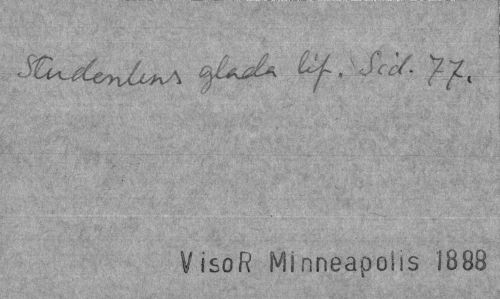 Studentens glada lif. Sid. 77.
VisoR Minneapolis 1888